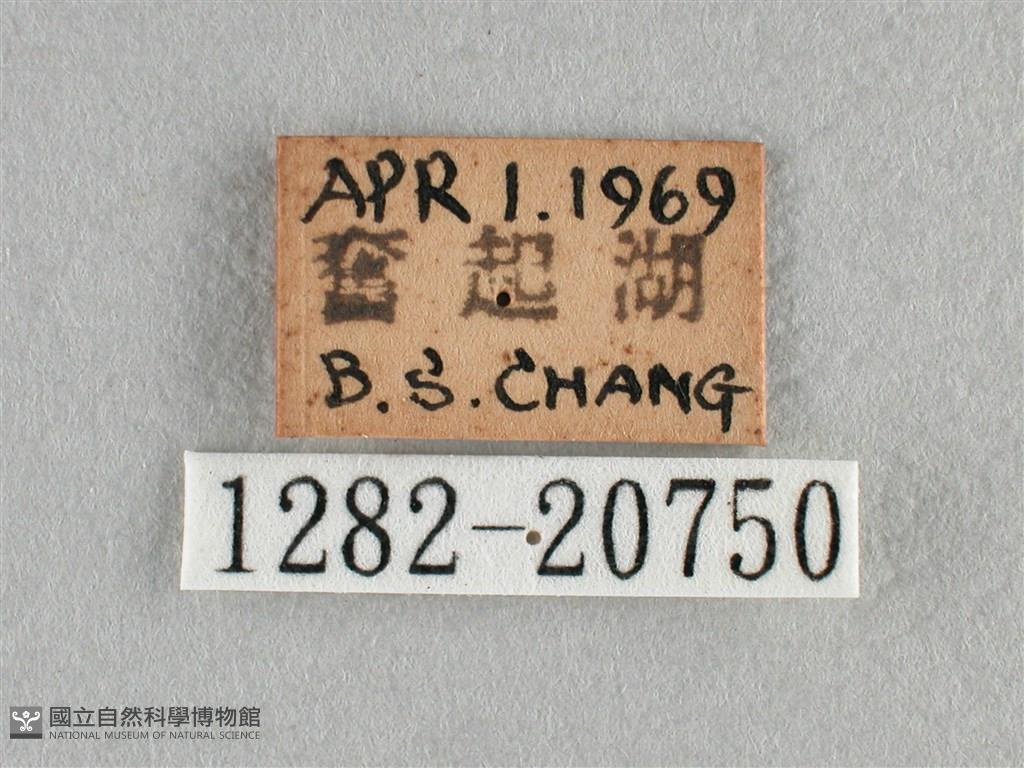 APR 1.1969
奮起湖
B.S.CHANG
1282-20750
國立自然科學博物館
NATIONAL MUSEUM OF NATURAL SCIENCE